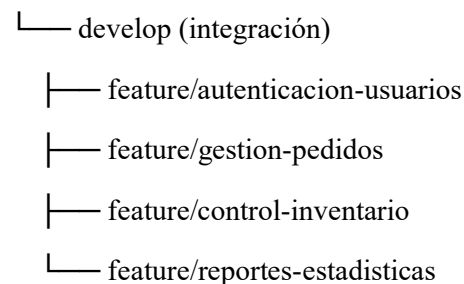 └── develop (integración)
├── feature/autenticacion-usuarios
├── feature/gestion-pedidos
├── feature/control-inventario
└── feature/reportes-estadisticas